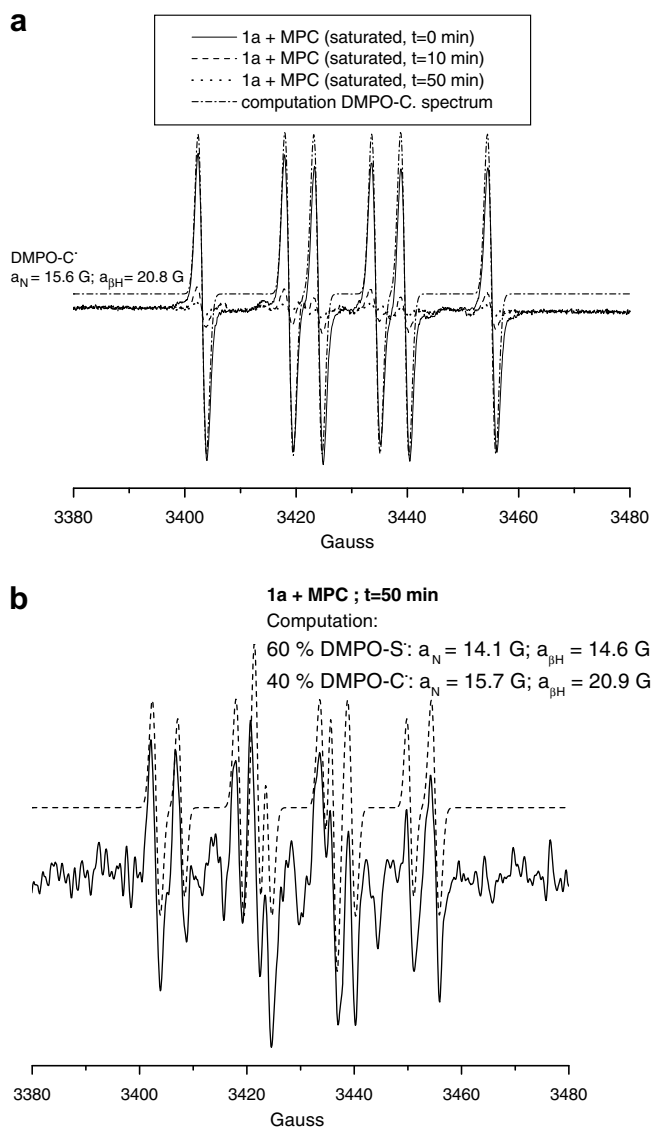 a
1a + MPC (saturated, t=0 min)
1a + MPC (saturated, t=10 min)
1a + MPC (saturated, t=50 min)
computation DMPO-C. spectrum
DMPO-C·
aN = 15.6 G; aβH = 20.8 G
3380 3400 3420 3440 3460 3480
Gauss
b
1a + MPC ; t=50 min
Computation:
60 % DMPO-S·: aN = 14.1 G; aβH = 14.6 G
40 % DMPO-C·: aN = 15.7 G; aβH = 20.9 G
3380 3400 3420 3440 3460 3480
Gauss